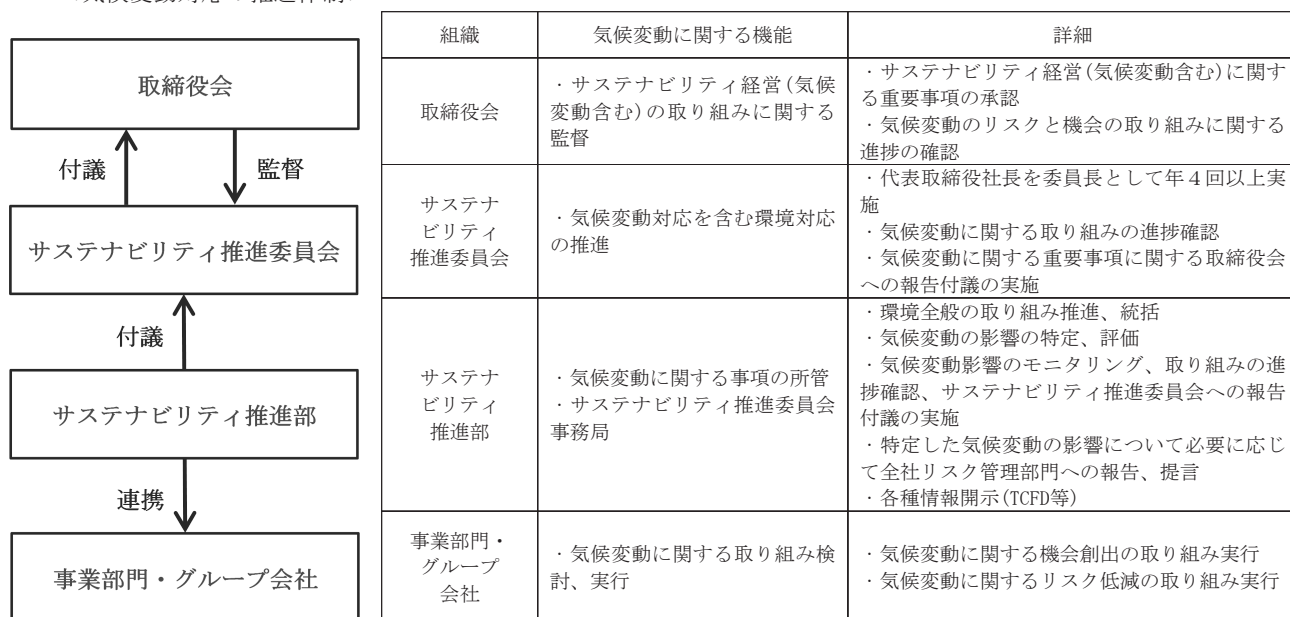 取締役会
付議
監督
サステナビリティ推進委員会
付議
サステナビリティ推進部
連携
事業部門・グループ会社
組織
気候変動に関する機能
詳細
取締役会
・サステナビリティ経営(気候
変動含む)の取り組みに関する
監督
・サステナビリティ経営(気候変動含む)に関す
る重要事項の承認
・気候変動のリスクと機会の取り組みに関する
進捗の確認
サステナ
ビリティ
推進委員会
・気候変動対応を含む環境対応
の推進
・代表取締役社長を委員長として年４回以上実
施
・気候変動に関する取り組みの進捗確認
・気候変動に関する重要事項に関する取締役会
への報告付議の実施
サステナ
ビリティ
推進部
・気候変動に関する事項の所管
・サステナビリティ推進委員会
事務局
・環境全般の取り組み推進、統括
・気候変動の影響の特定、評価
・気候変動影響のモニタリング、取り組みの進
捗確認、サステナビリティ推進委員会への報告
付議の実施
・特定した気候変動の影響について必要に応じ
て全社リスク管理部門への報告、提言
・各種情報開示(TCFD等)
事業部門・
グループ
会社
・気候変動に関する取り組み検
討、実行
・気候変動に関する機会創出の取り組み実行
・気候変動に関するリスク低減の取り組み実行